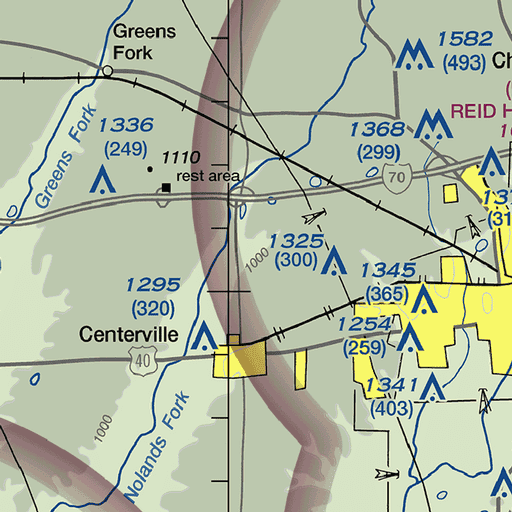 Greens
Fork
1582
(493)
Ch
REID H
1336
(249)
1110
rest area
1368
(299)
70
Greens Fork
1325
(300)
1000
1345
(365)
1295
(320)
Centerville
1254
(259)
40
1341
(403)
1000
Nolands Fork